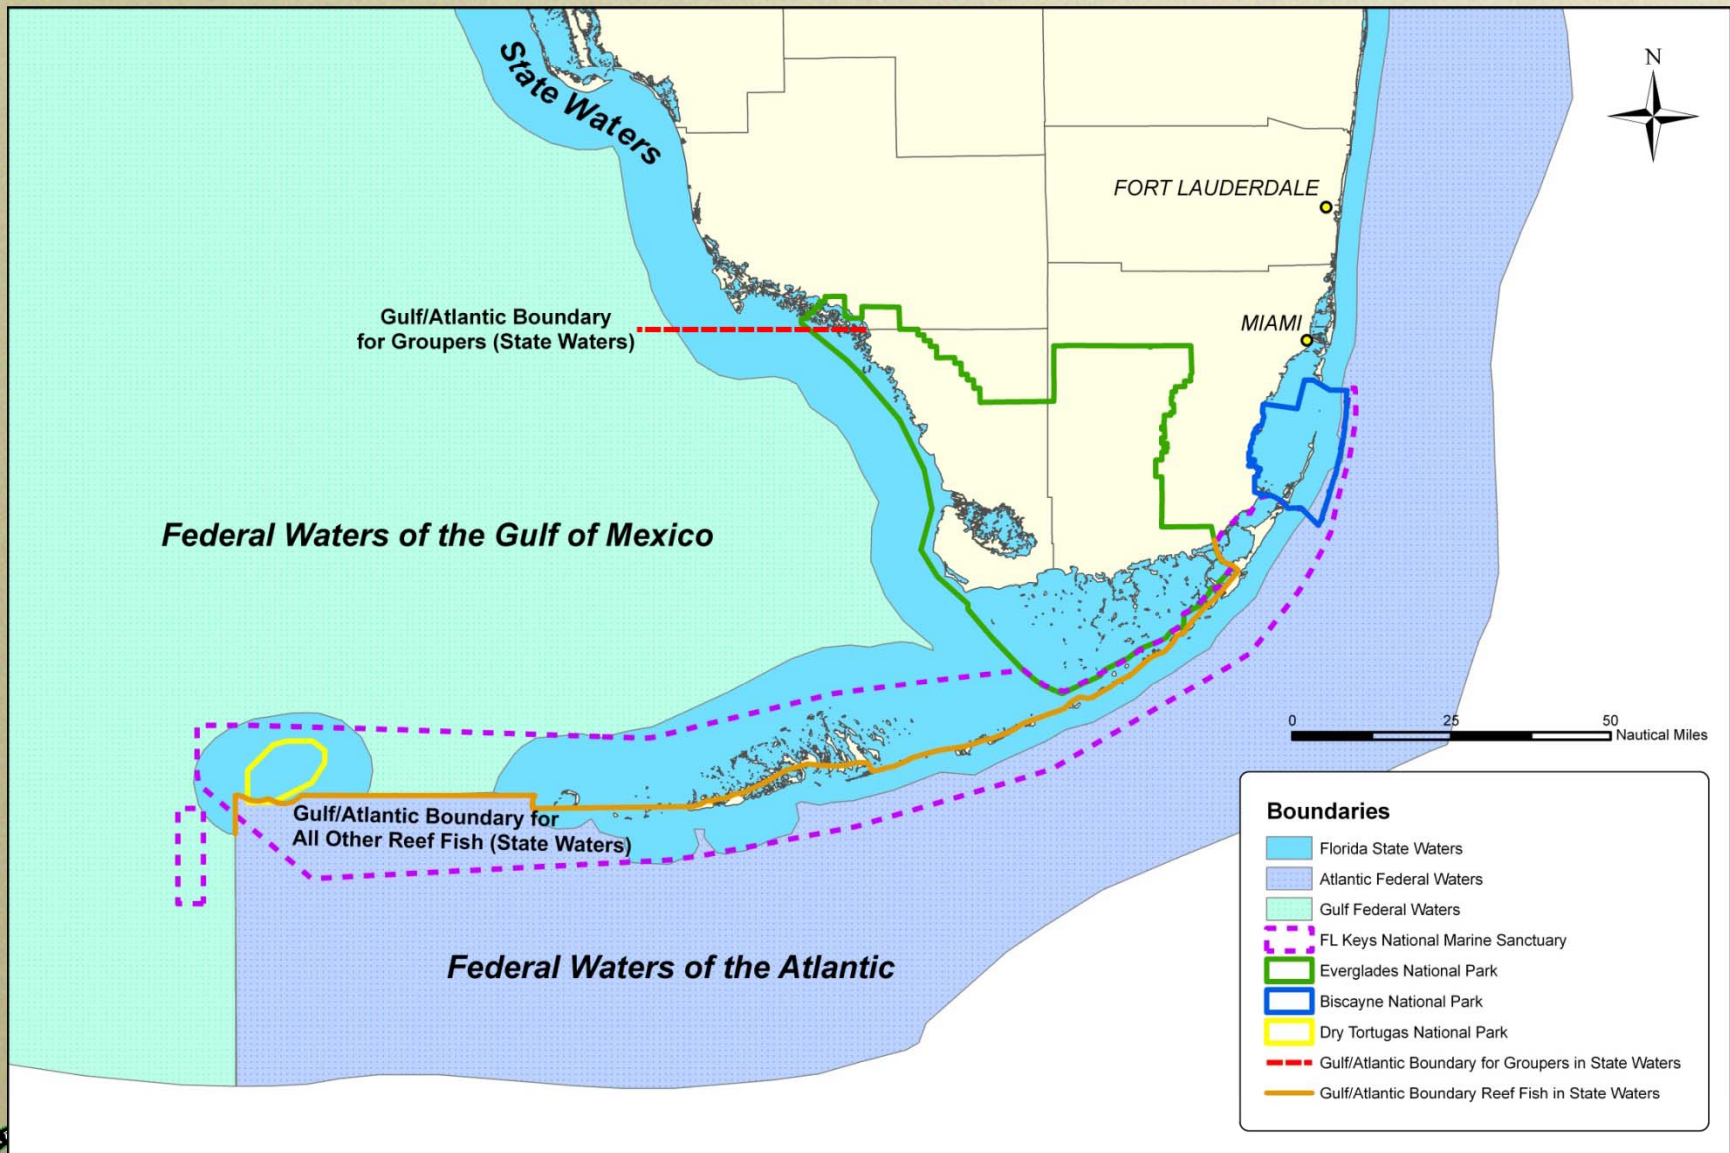 State Waters
N
FORT LAUDERDALE
MIAMI
Gulf/Atlantic Boundary
for Groupers (State Waters)
Federal Waters of the Gulf of Mexico
0 25 50
Nautical Miles
Gulf/Atlantic Boundary for
All Other Reef Fish (State Waters)
Federal Waters of the Atlantic
Boundaries
Florida State Waters
Atlantic Federal Waters
Gulf Federal Waters
FL Keys National Marine Sanctuary
Everglades National Park
Biscayne National Park
Dry Tortugas National Park
Gulf/Atlantic Boundary for Groupers in State Waters
Gulf/Atlantic Boundary Reef Fish in State Waters